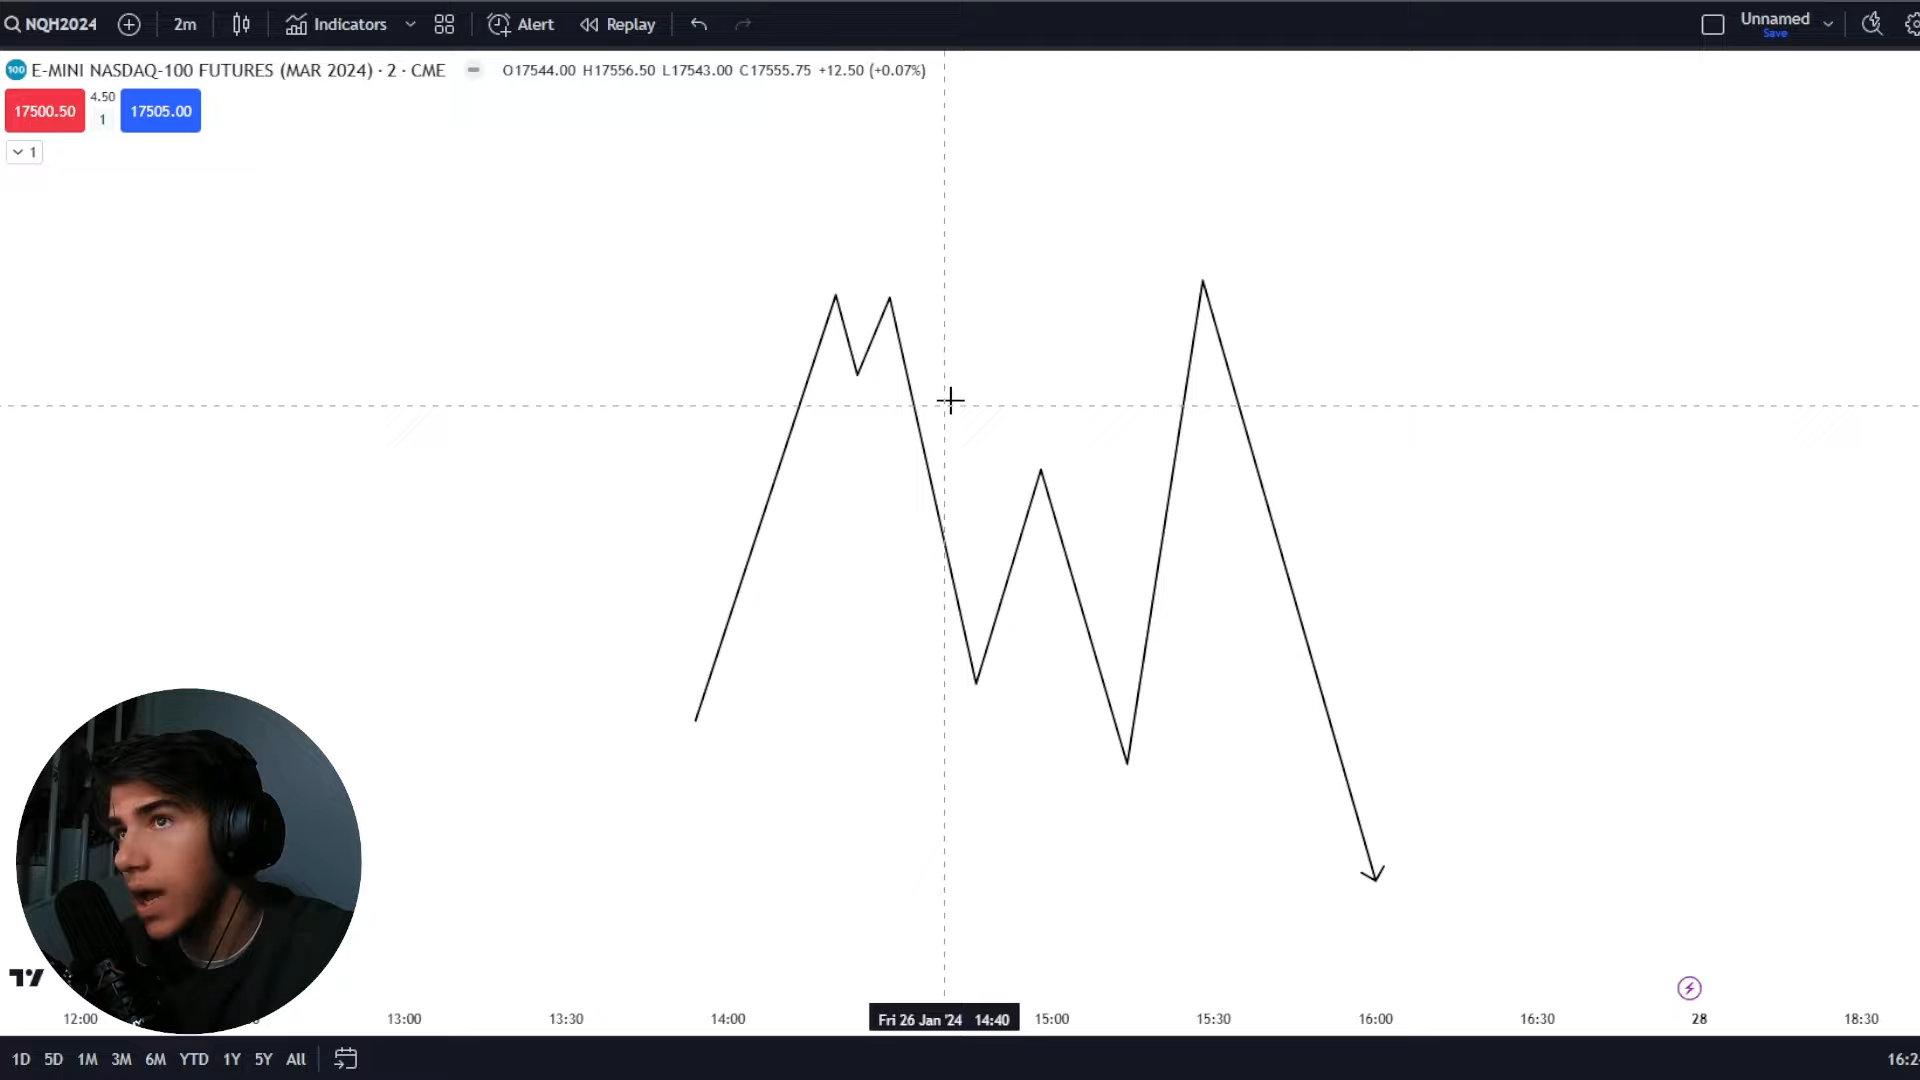 NQH2024 2m Indicators Alert Replay Unnamed
Save
100 E-MINI NASDAQ-100 FUTURES (MAR 2024) · 2 · CME O17544.00 H17556.50 L17543.00 C17555.75 +12.50 (+0.07%)
17500.50 4.50 17505.00
1
1
12:00 13:00 13:30 14:00 Fri 26 Jan '24 14:40 15:00 15:30 16:00 16:30 28 18:30
1D 5D 1M 3M 6M YTD 1Y 5Y All